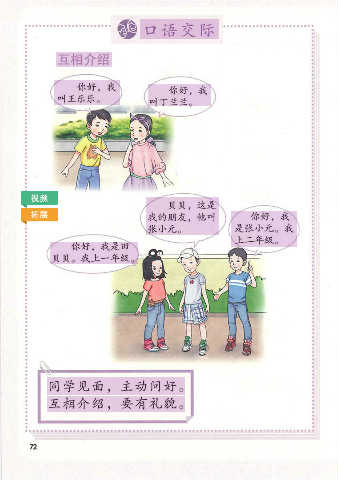 口语交际
互相介绍
你好，我
叫王乐乐。
你好，我
叫丁兰兰。
视频
拓展
贝贝，这是
我的朋友，他叫
张小元。
你好，我
是张小元。我
上二年级。
你好，我是田
贝贝。我上一年级。
同学见面，主动问好。
互相介绍，要有礼貌。
72